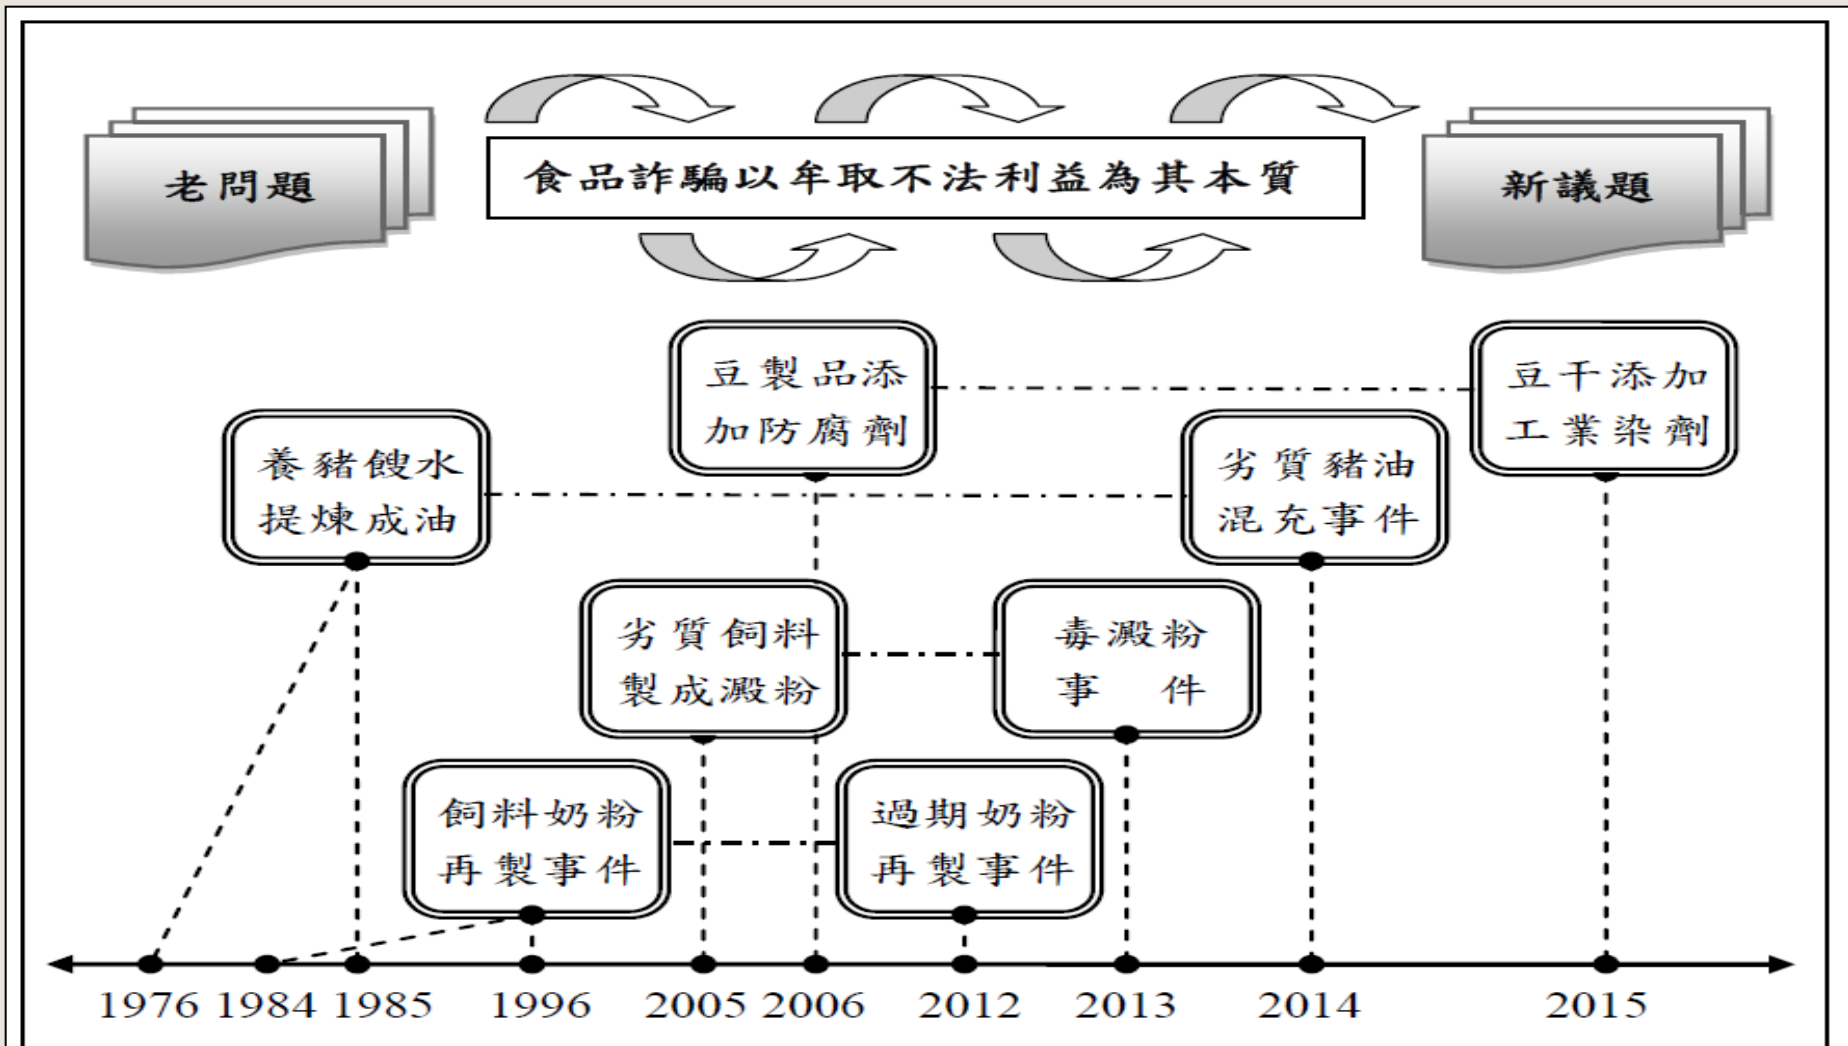 老問題
食品詐騙以牟取不法利益為其本質
新議題
豆製品添
加防腐劑
豆干添加
工業染劑
養豬餿水
提煉成油
劣質豬油
混充事件
劣質飼料
製成澱粉
毒澱粉
事 件
飼料奶粉
再製事件
過期奶粉
再製事件
1976 1984 1985 1996 2005 2006 2012 2013 2014 2015